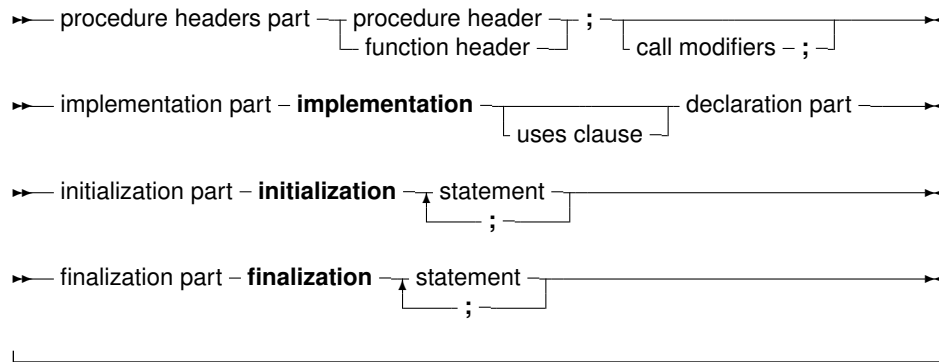 procedure headers part procedure header ;
function header call modifiers ;
implementation part implementation declaration part
uses clause
initialization part initialization statement
;
finalization part finalization statement
;